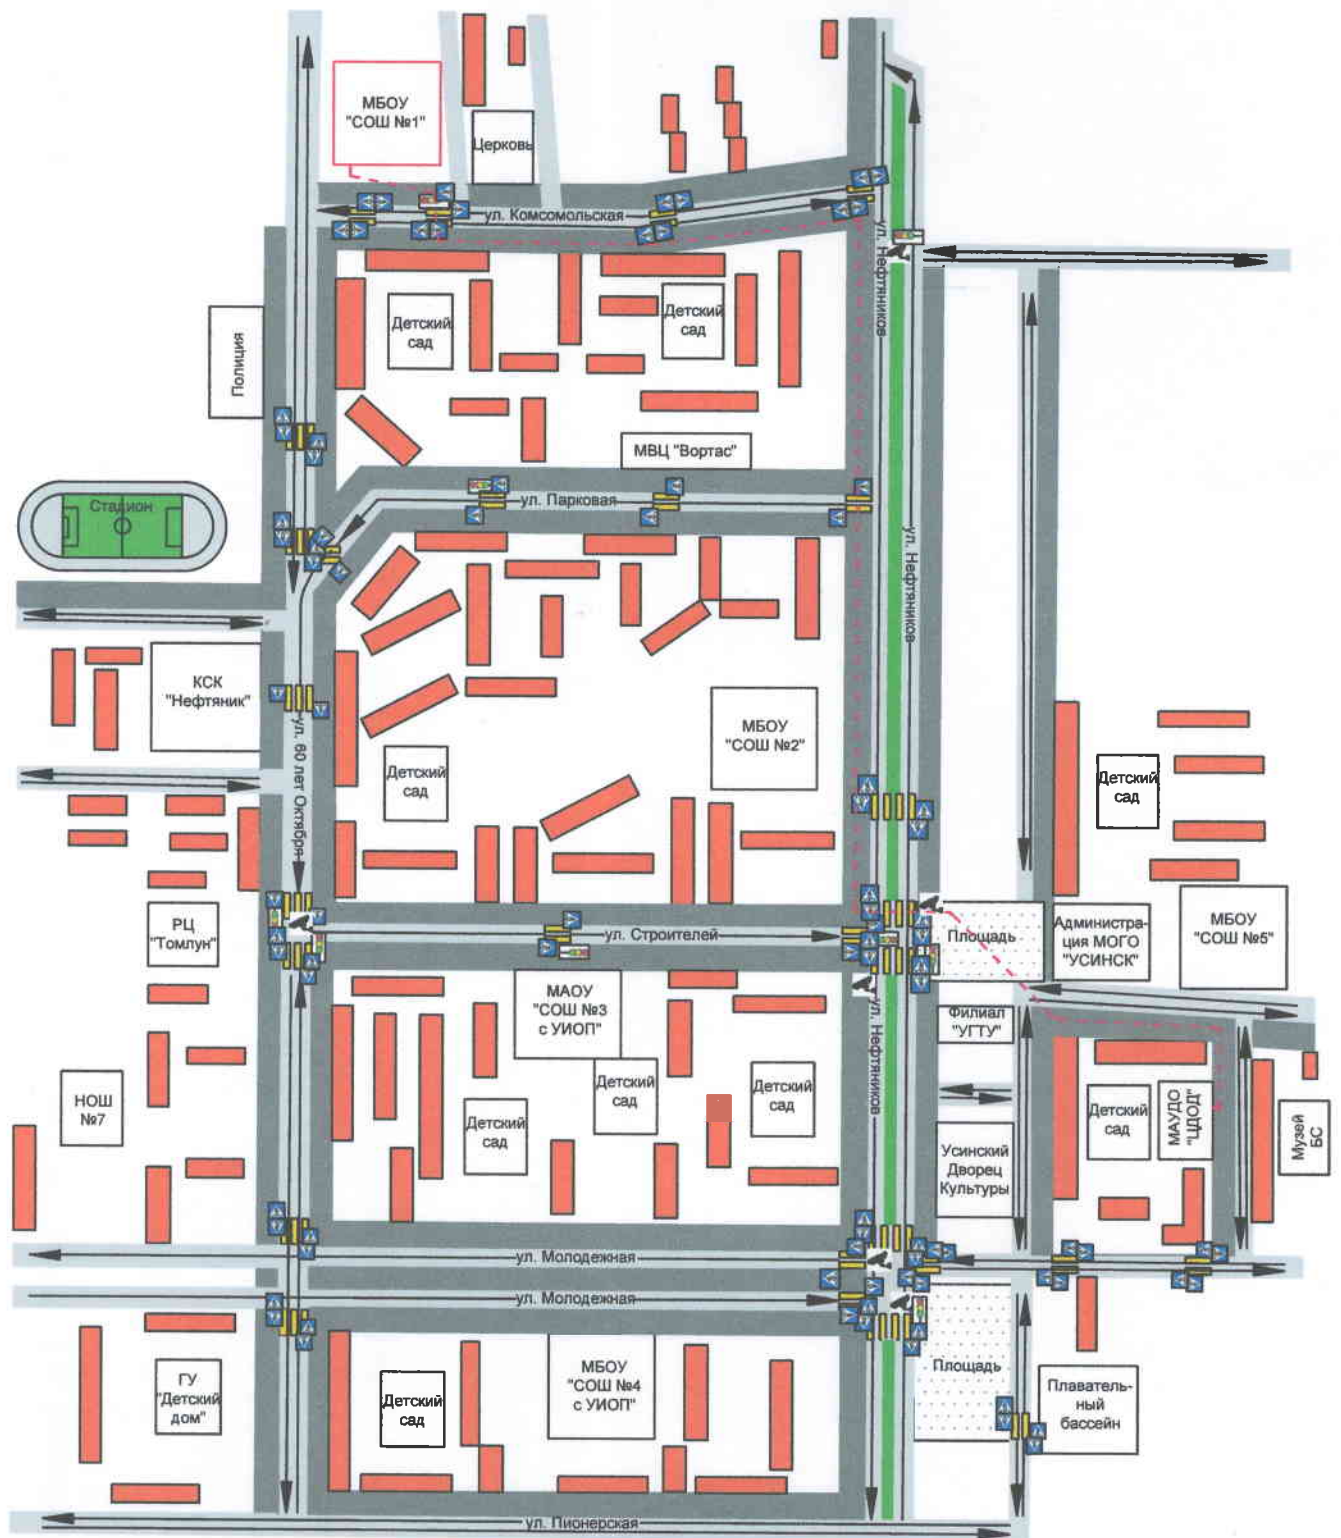 МБОУ
"СОШ №1"
Церковь
ул. Комсомольская
ул. Нефтяников
Полиция
Детский
сад
Детский
сад
МВЦ "Вортас"
Стадион
ул. Парковая
ул. Нефтяников
КСК
"Нефтяник"
ул. 60 лет Октября
МБОУ
"СОШ №2"
Детский
сад
Детский
сад
РЦ
"Томлун"
ул. Строителей
Площадь
Администра-
ция МОГО
"УСИНСК"
МБОУ
"СОШ №5"
МАОУ
"СОШ №3
с УИОП"
ул. Нефтяников
Филиал
"УГТУ"
НОШ
№7
Детский
сад
Детский
сад
Детский
сад
Детский
сад
МАУДО
"ЦДОД"
Музей
БС
Усинский
Дворец
Культуры
ул. Молодежная
ул. Молодежная
ГУ
"Детский
дом"
Детский
сад
МБОУ
"СОШ №4
с УИОП"
Площадь
Плаватель-
ный
бассейн
ул. Пионерская